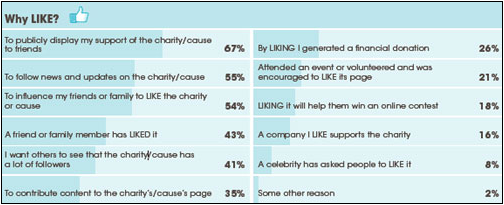 Why LIKE?
To publicly display my support of the charity/cause
to friends 67%
To follow news and updates on the charity/cause 55%
To influence my friends or family to LIKE the charity
or cause 54%
A friend or family member has LIKED it 43%
I want others to see that the charity/cause has
a lot of followers 41%
To contribute content to the charity's/cause's page 35%
By LIKING I generated a financial donation 26%
Attended an event or volunteered and was
encouraged to LIKE its page 21%
LIKING it will help them win an online contest 18%
A company I LIKE supports the charity 16%
A celebrity has asked people to LIKE it 8%
Some other reason 2%